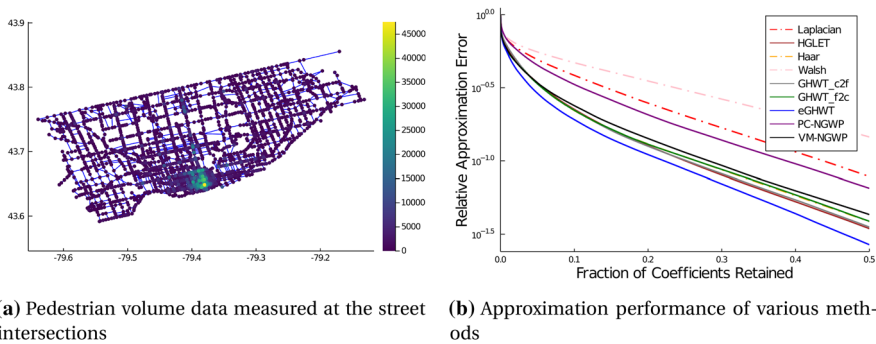 43.9
43.8
43.7
43.6
-79.6
-79.5
-79.4
-79.3
-79.2
45000
40000
35000
30000
25000
20000
15000
10000
5000
0
Relative Approximation Error
10^0.0
10^-0.5
10^-1.0
10^-1.5
0.0
0.1
0.2
0.3
0.4
0.5
Fraction of Coefficients Retained
Laplacian
HGLET
Haar
Walsh
GHWT_c2f
GHWT_f2c
eGHWT
PC-NGWP
VM-NGWP
(a) Pedestrian volume data measured at the street
intersections
(b) Approximation performance of various meth-
ods